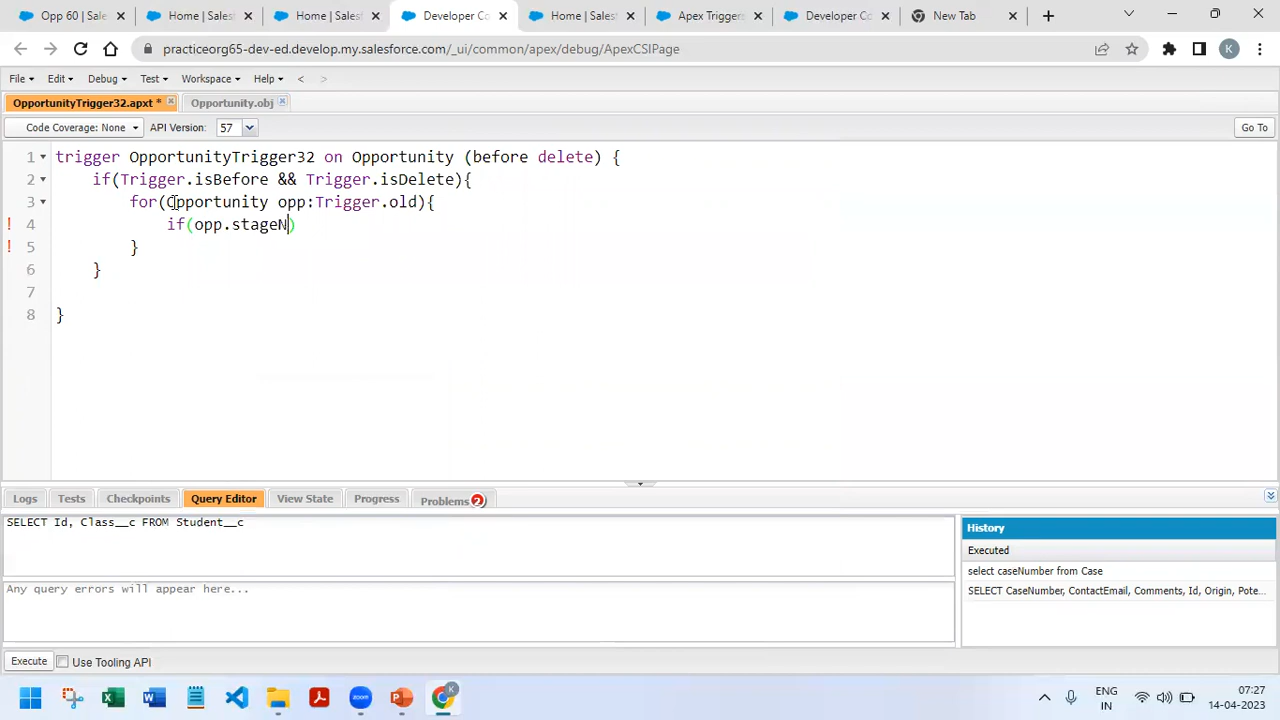 Opp 60 | Sale
Home | Salesf
Home | Salesf
Developer Co
Home | Salesf
Apex Triggers
Developer Co
New Tab
practiceorg65-dev-ed.develop.my.salesforce.com/_ui/common/apex/debug/ApexCSIPage
K
File Edit Debug Test Workspace Help < >
OpportunityTrigger32.apxt * Opportunity.obj
Code Coverage: None API Version: 57 Go To
1 trigger OpportunityTrigger32 on Opportunity (before delete) {
2 if(Trigger.isBefore && Trigger.isDelete){
3 for(Opportunity opp:Trigger.old){
! 4 if(opp.stageN)
! 5 }
6 }
7
8 }
Logs Tests Checkpoints Query Editor View State Progress Problems 2
SELECT Id, Class__c FROM Student__c
Any query errors will appear here...
History
Executed
select caseNumber from Case
SELECT CaseNumber, ContactEmail, Comments, Id, Origin, Pote...
Execute Use Tooling API
ENG
IN
07:27
14-04-2023